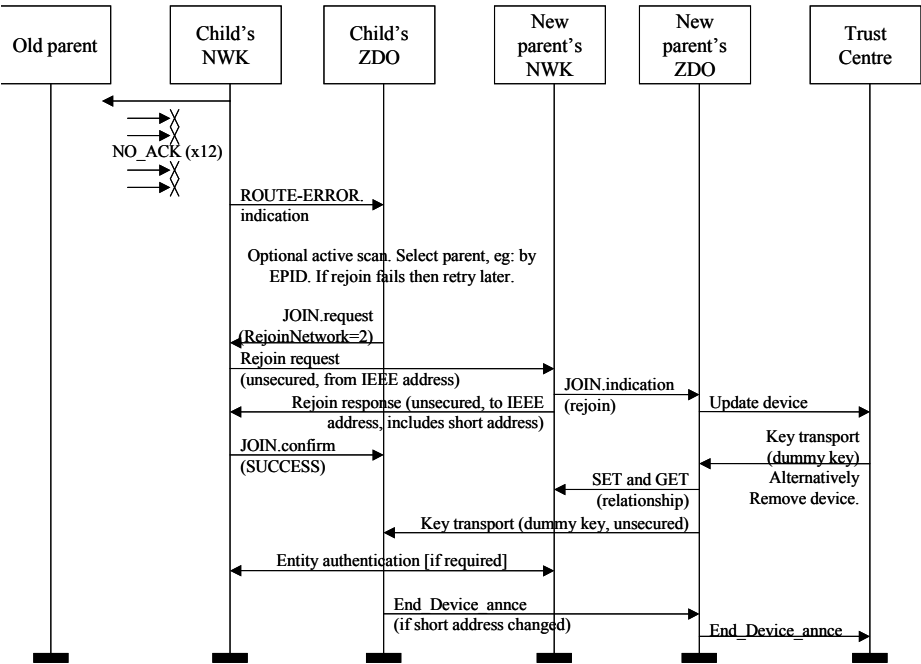 Old parent
Child's
NWK
Child's
ZDO
New
parent's
NWK
New
parent's
ZDO
Trust
Centre
NO_ACK (x12)
ROUTE-ERROR.
indication
Optional active scan. Select parent, eg: by
EPID. If rejoin fails then retry later.
JOIN.request
(RejoinNetwork=2)
Rejoin request
(unsecured, from IEEE address)
JOIN.indication
(rejoin)
Rejoin response (unsecured, to IEEE
address, includes short address)
Update device
JOIN.confirm
(SUCCESS)
Key transport
(dummy key)
Alternatively
Remove device.
SET and GET
(relationship)
Key transport (dummy key, unsecured)
Entity authentication [if required]
End_Device_annce
(if short address changed)
End_Device_annce